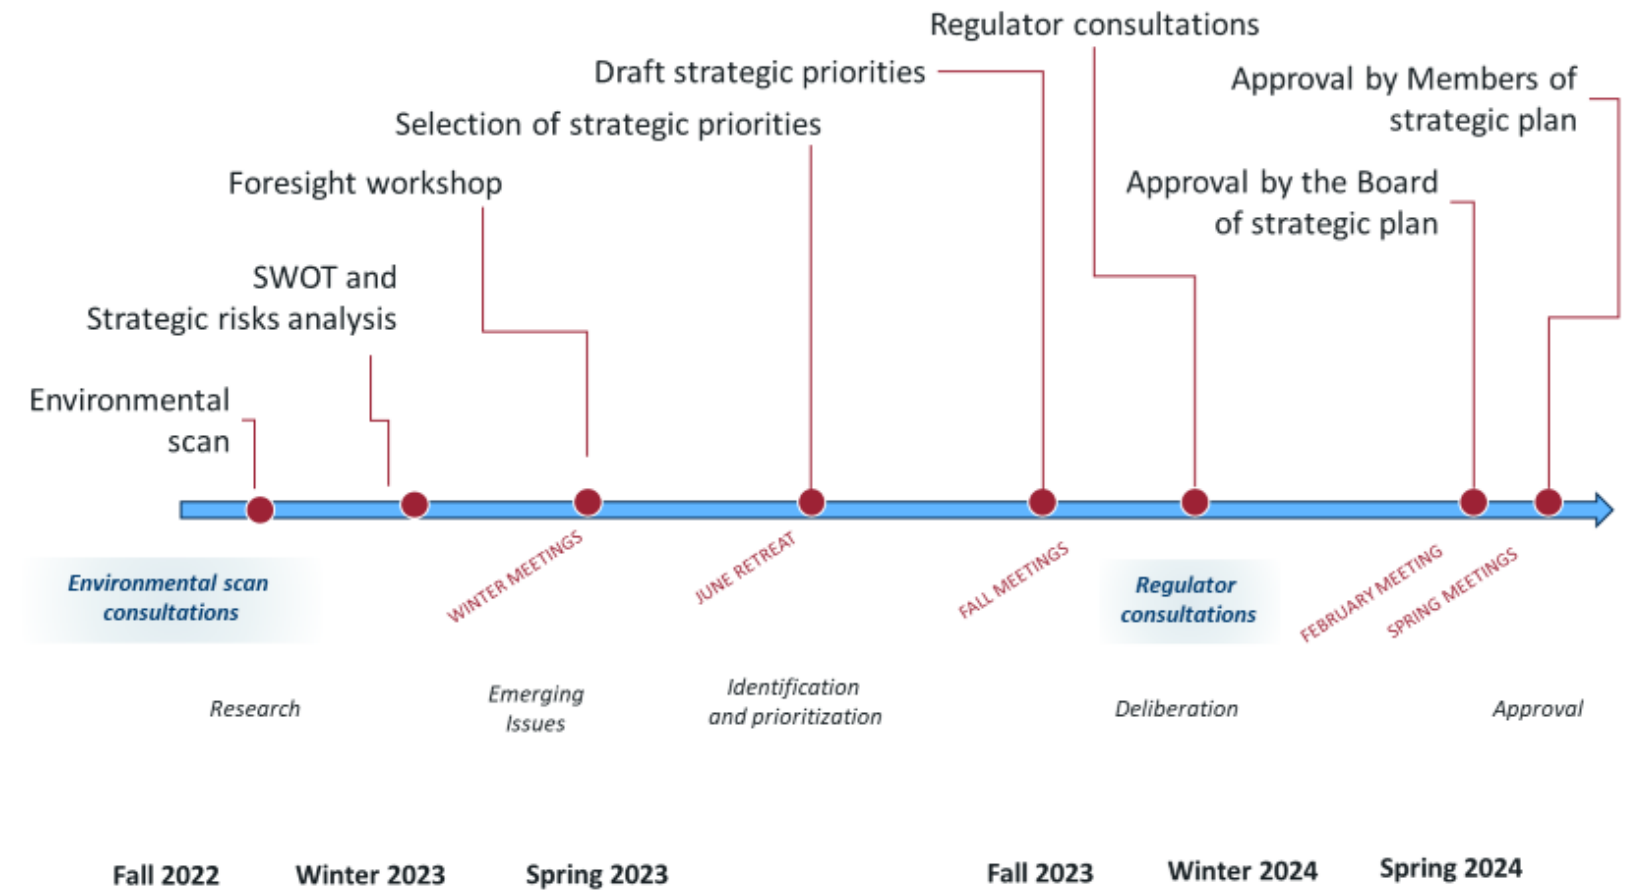 Regulator consultations
Draft strategic priorities
Approval by Members of
strategic plan
Selection of strategic priorities
Foresight workshop
Approval by the Board
of strategic plan
SWOT and
Strategic risks analysis
Environmental
scan
WINTER MEETINGS
JUNE RETREAT
FALL MEETINGS
FEBRUARY MEETING
SPRING MEETINGS
Environmental scan
consultations
Regulator
consultations
Research
Emerging
Issues
Identification
and prioritization
Deliberation
Approval
Fall 2022
Winter 2023
Spring 2023
Fall 2023
Winter 2024
Spring 2024